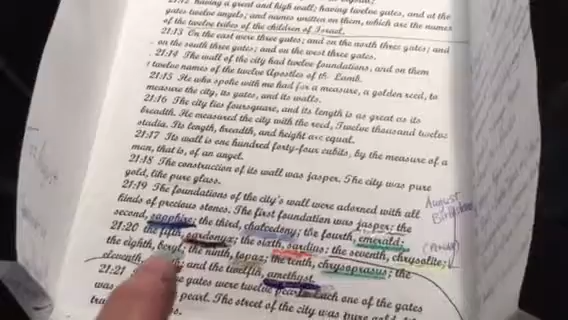 21:12 having a great and high wall; having twelve gates, and at the
gates twelve angels; and names written on them, which are the names
of the twelve tribes of the children of Israel.
21:13 On the east were three gates; and on the north three gates; and
on the south three gates; and on the west three gates.
21:14 The wall of the city had twelve foundations, and on them
twelve names of the twelve Apostles of th Lamb.
21:15 He who spoke with me had for a measure, a golden reed, to
measure the city, its gates, and its walls.
21:16 The city lies foursquare, and its length is as great as its
breadth. He measured the city with the reed, Twelve thousand twelve
stadia. Its length, breadth, and height are equal.
21:17 Its wall is one hundred forty-four cubits, by the measure of a
man, that is, of an angel.
21:18 The construction of its wall was jasper. The city was pure
gold, like pure glass.
21:19 The foundations of the city's wall were adorned with all
kinds of precious stones. The first foundation was jasper; the
August
Birthstone
second, sapphire; the third, chalcedony; the fourth, emerald;
21:20 the fifth, sardonyx; the sixth, sardius; the seventh, chrysolite;
the eighth, beryl; the ninth, topaz; the tenth, chrysoprasus; the
eleventh, and the twelfth, amethyst.
21:21 The gates were twelve pearls. Each one of the gates
was pearl. The street of the city was pure gold,